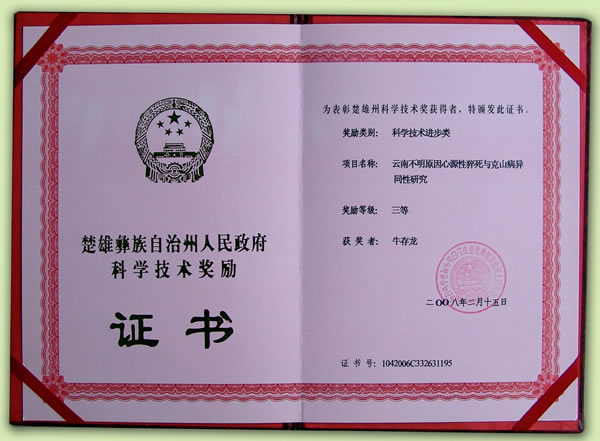 楚雄彝族自治州人民政府
科学技术奖励
证书
为表彰楚雄州科学技术奖获得者，特颁发此证书。
奖励类别： 科学技术进步类
项目名称： 云南不明原因心源性猝死与克山病异
同性研究
奖励等级： 三等
获 奖 者： 牛存龙
二〇〇八年二月十五日
证 书 号： 1042006C332631195